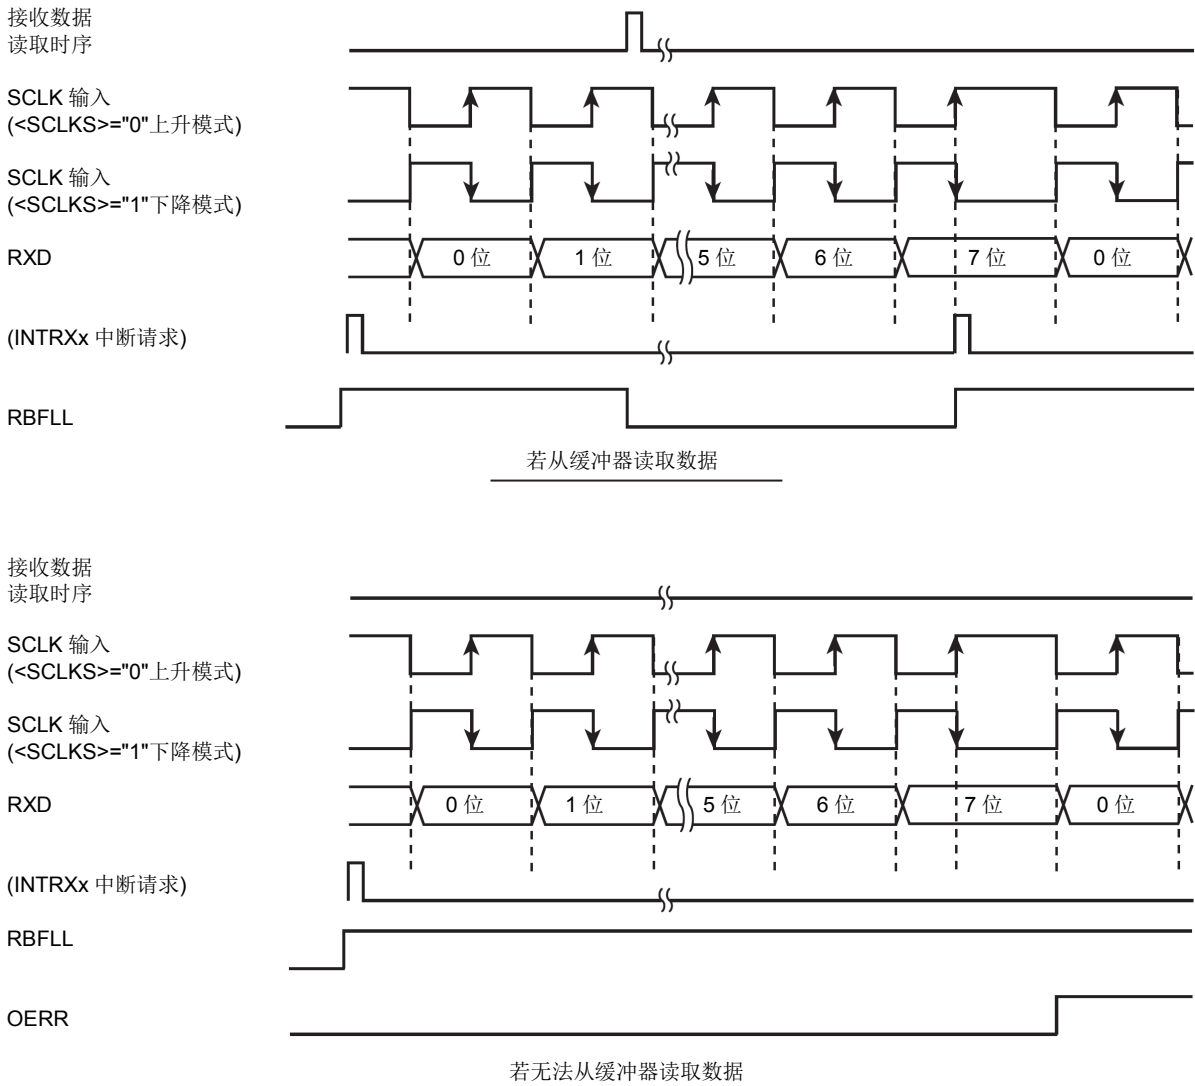 接收数据
读取时序
SCLK 输入
(<SCLKS>="0"上升模式)
SCLK 输入
(<SCLKS>="1"下降模式)
RXD
0 位
1 位
5 位
6 位
7 位
0 位
(INTRXx 中断请求)
RBFLL
若从缓冲器读取数据
接收数据
读取时序
SCLK 输入
(<SCLKS>="0"上升模式)
SCLK 输入
(<SCLKS>="1"下降模式)
RXD
0 位
1 位
5 位
6 位
7 位
0 位
(INTRXx 中断请求)
RBFLL
OERR
若无法从缓冲器读取数据